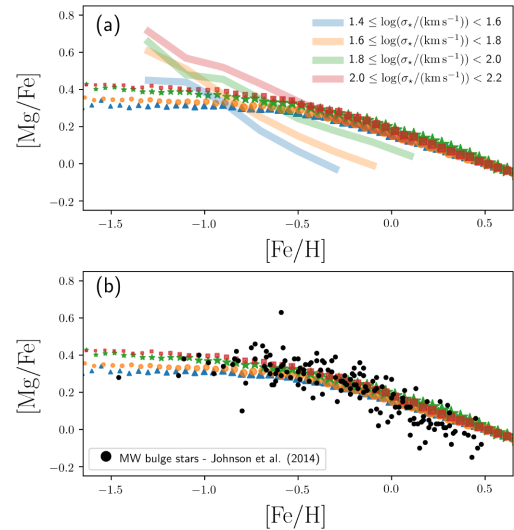 0.8
(a)
1.4 ≤ log(σ⋆/(km s⁻¹)) < 1.6
0.6
1.6 ≤ log(σ⋆/(km s⁻¹)) < 1.8
1.8 ≤ log(σ⋆/(km s⁻¹)) < 2.0
0.4
2.0 ≤ log(σ⋆/(km s⁻¹)) < 2.2
[Mg/Fe]
0.2
0.0
−0.2
−1.5 −1.0 −0.5 0.0 0.5
[Fe/H]
0.8
(b)
0.6
0.4
[Mg/Fe]
0.2
0.0
MW bulge stars - Johnson et al. (2014)
−0.2
−1.5 −1.0 −0.5 0.0 0.5
[Fe/H]